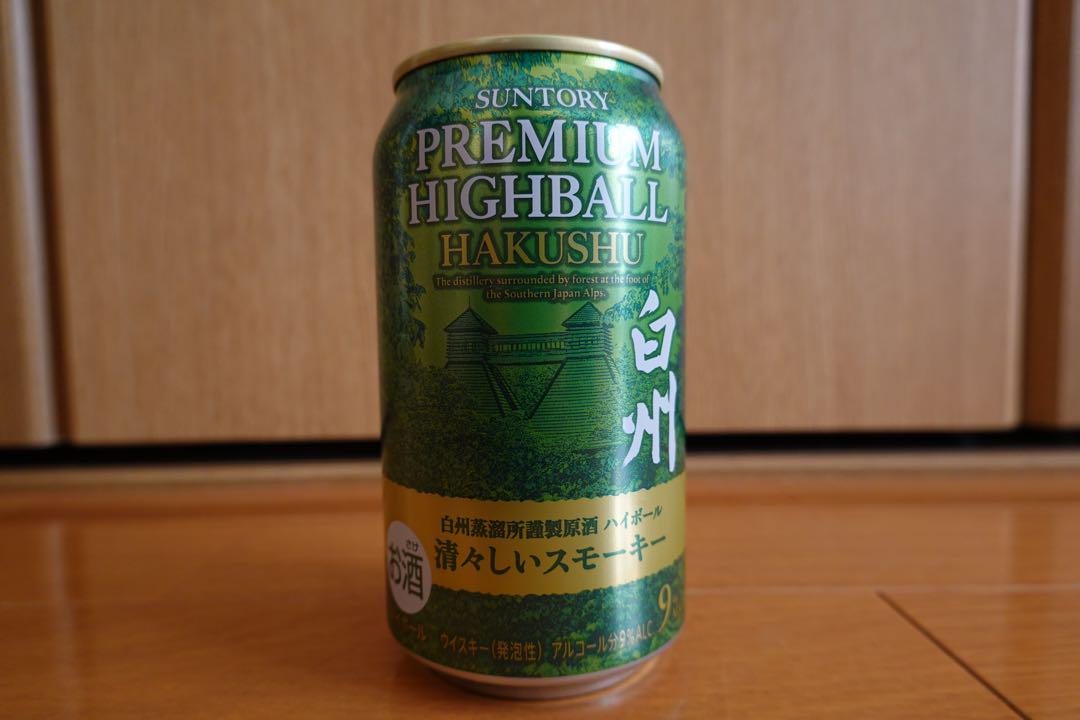 SUNTORY
PREMIUM
HIGHBALL
HAKUSHU
The distillery surrounded by forest at the foot of
the Southern Japan Alps.
白州
白州蒸溜所謹製原酒 ハイボール
清々しいスモーキー
さけ
お酒
ウイスキー(発泡性) アルコール分9%ALC
9%